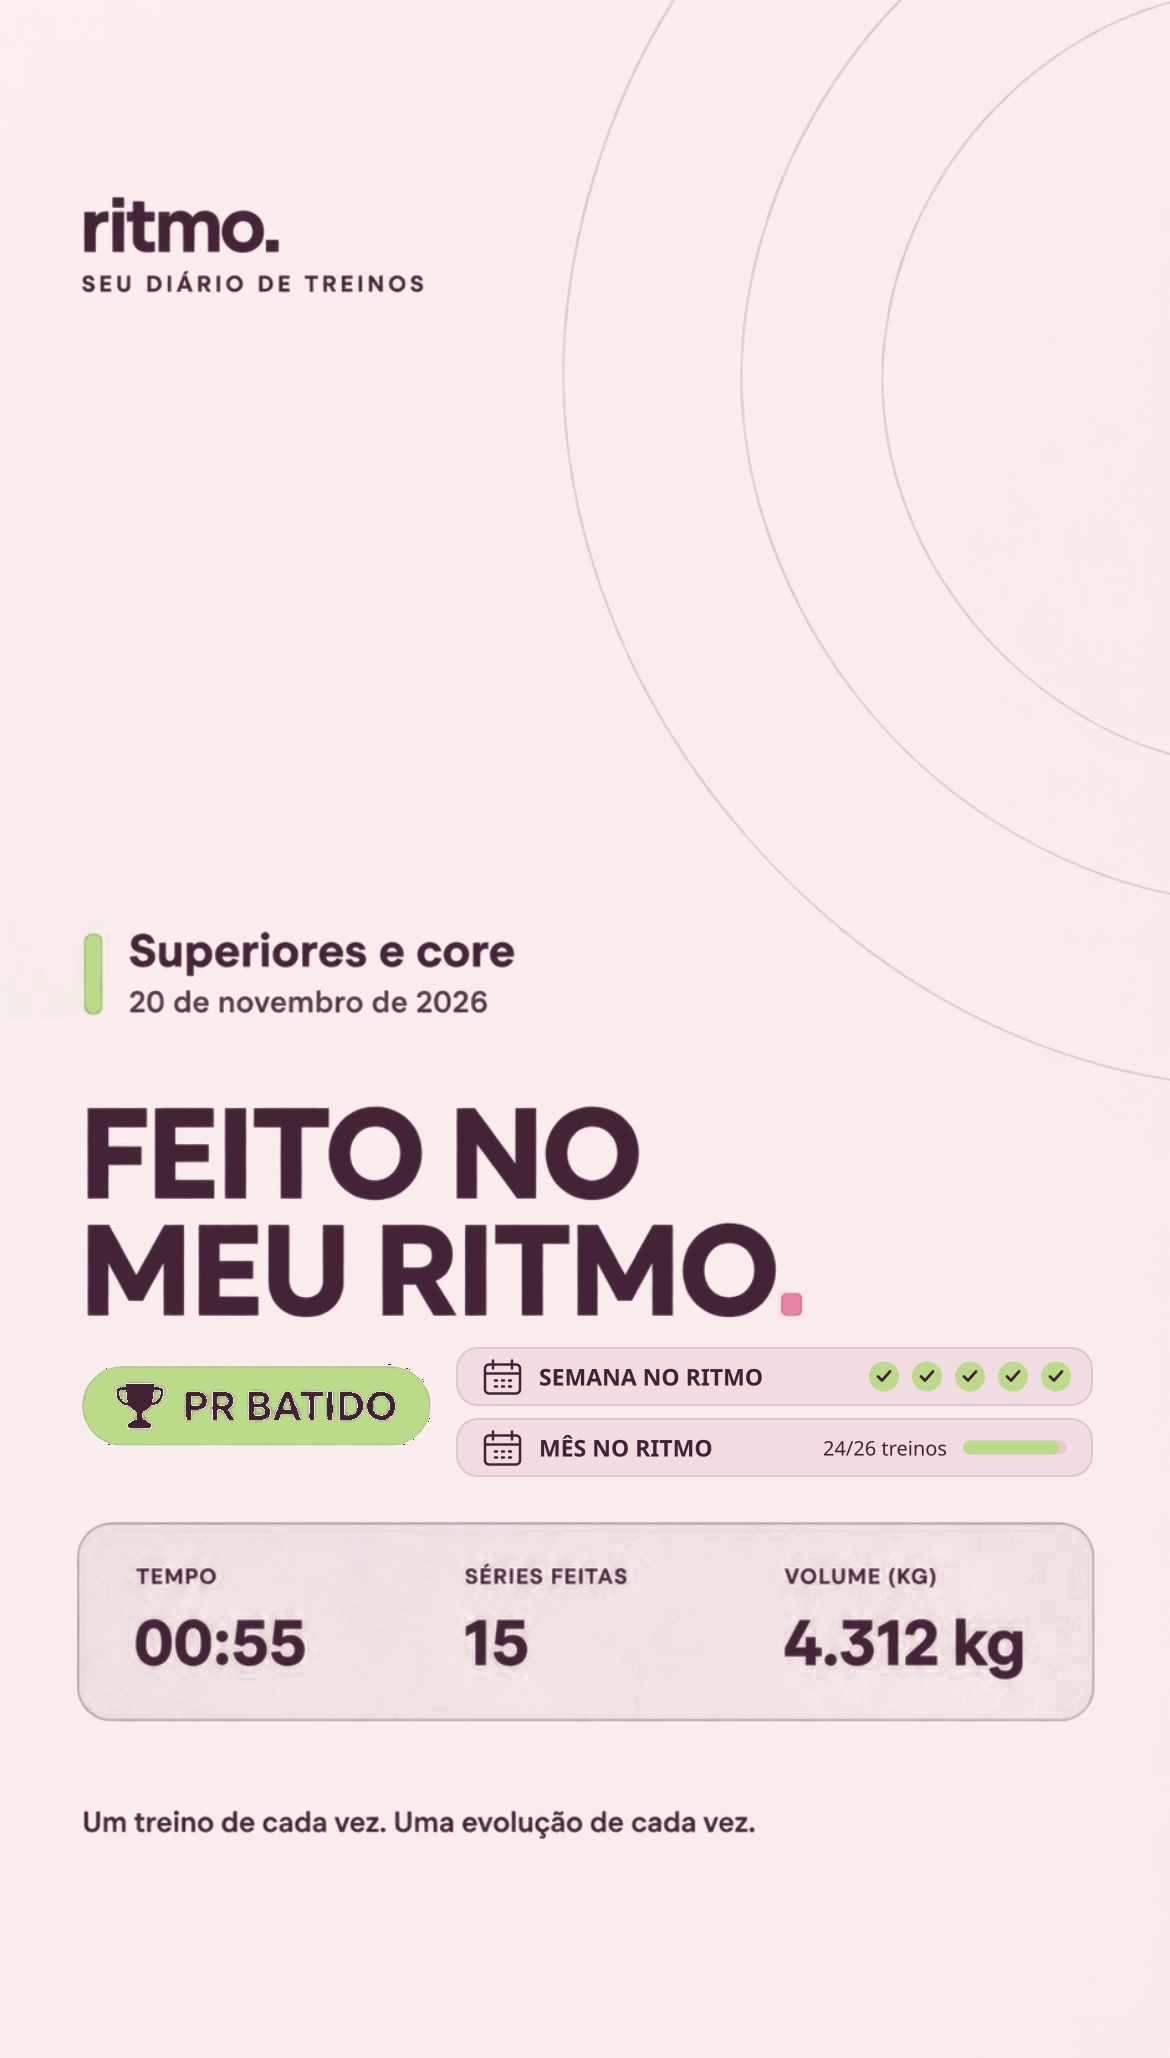 ritmo.
SEU DIÁRIO DE TREINOS
Superiores e core
20 de novembro de 2026
FEITO NO
MEU RITMO.
PR BATIDO
SEMANA NO RITMO
MÊS NO RITMO 24/26 treinos
TEMPO SÉRIES FEITAS VOLUME (KG)
00:55 15 4.312 kg
Um treino de cada vez. Uma evolução de cada vez.